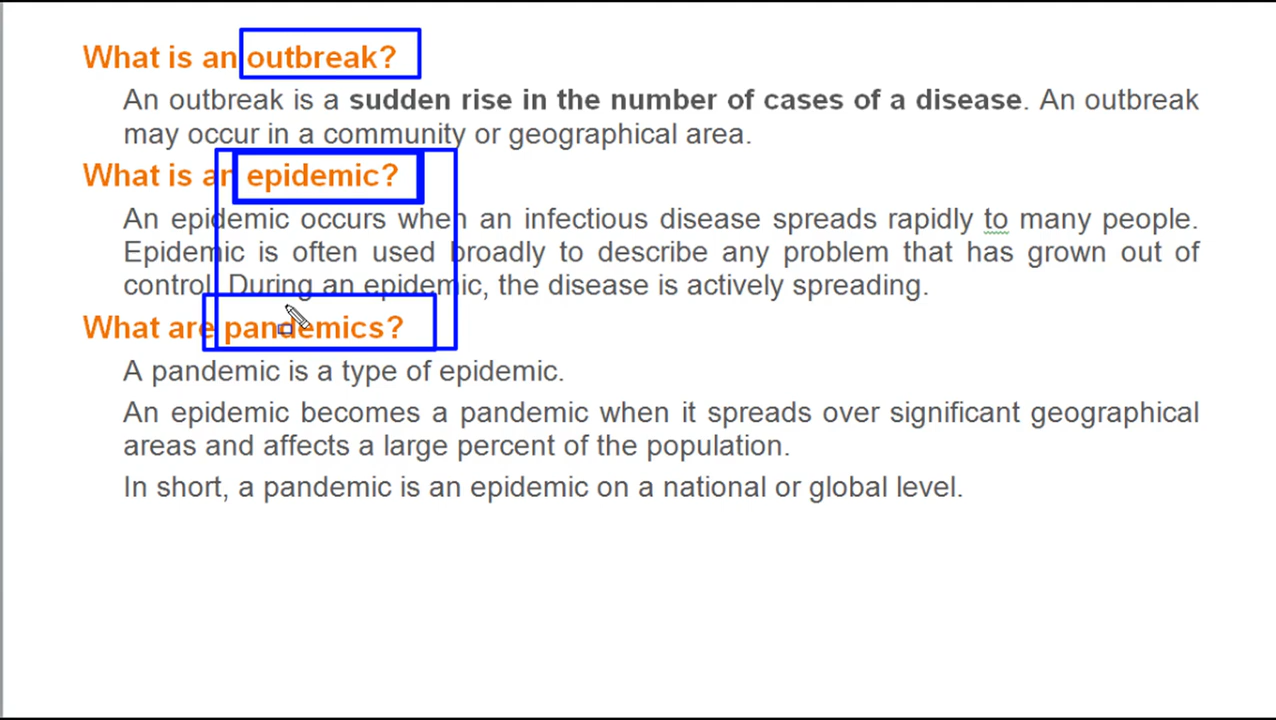 What is an outbreak?
An outbreak is a sudden rise in the number of cases of a disease. An outbreak
may occur in a community or geographical area.
What is an epidemic?
An epidemic occurs when an infectious disease spreads rapidly to many people.
Epidemic is often used broadly to describe any problem that has grown out of
control. During an epidemic, the disease is actively spreading.
What are pandemics?
A pandemic is a type of epidemic.
An epidemic becomes a pandemic when it spreads over significant geographical
areas and affects a large percent of the population.
In short, a pandemic is an epidemic on a national or global level.